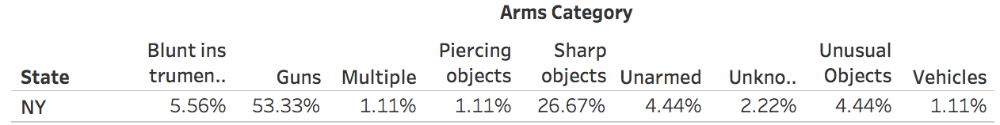 Arms Category
Blunt ins Piercing Sharp Unusual
State trumen.. Guns Multiple objects objects Unarmed Unkno.. Objects Vehicles
NY 5.56% 53.33% 1.11% 1.11% 26.67% 4.44% 2.22% 4.44% 1.11%